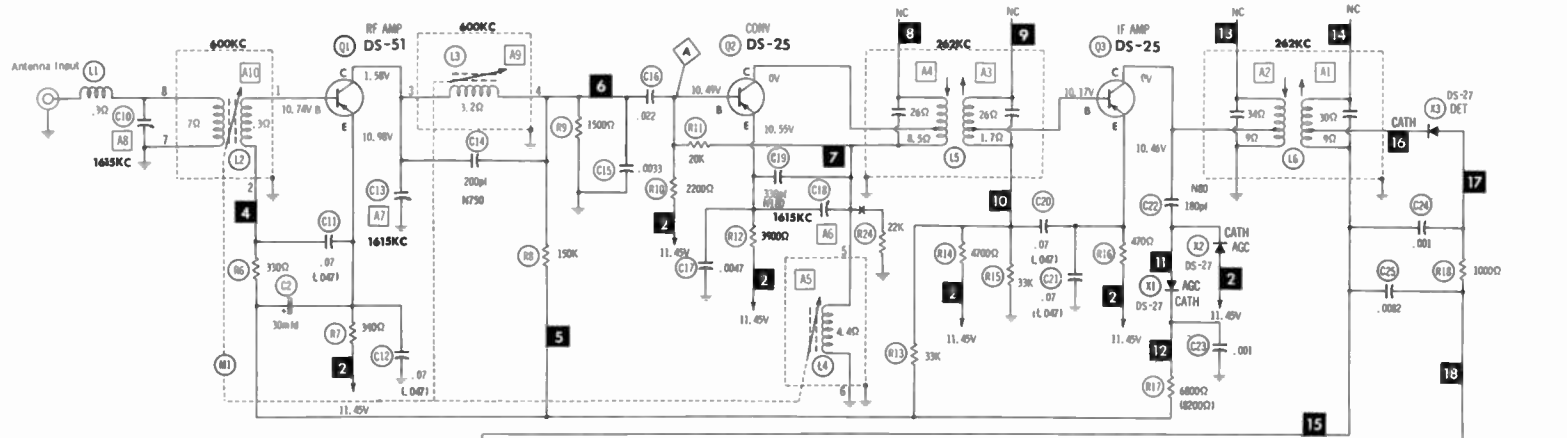 RF AMP
Q1 DS-51
600KC
L3
A9
600KC
Antenna Input
L1
.3Ω
C10
A8
1615KC
8
7
7Ω
A10
.3Ω
L2
1
2
10.74V B
C
1.58V
E
10.98V
3
3.2Ω
4
C14
200pf
N750
C13
A7
1615KC
4
C11
.07
(.047)
R6
330Ω
C2
+
30mfd
R7
390Ω
C12
.07
(.047)
2
11.45V
M1
R8
150K
5
6
R9
1500Ω
C15
.0033
C16
.022
A
CONV
Q2 DS-25
10.49V
B
C
0V
E
10.55V
R11
20K
R10
2200Ω
2
11.45V
C19
330pf
N180
C18
1615KC
A6
R12
3900Ω
C17
.0047
2
11.45V
7
R24
22K
5
A5
4.4Ω
L4
6
NC
8
NC
9
262KC
A4
A3
26Ω
26Ω
8.5Ω
1.7Ω
L5
10
C20
.07
(.047)
R14
4700Ω
2
11.45V
R15
33K
C21
.07
(.047)
R13
33K
IF AMP
Q3 DS-25
10.17V
B
C
0V
E
10.46V
R16
470Ω
2
11.45V
C22
N80
180pf
11
CATH
AGC
X2
DS-27
2
11.45V
X1
DS-27
AGC
CATH
12
C23
.001
R17
6800Ω
(8200Ω)
NC
13
NC
14
262KC
A2
A1
34Ω
30Ω
9Ω
9Ω
L6
CATH
16
DS-27
X3 DET
17
C24
.001
C25
.0082
R18
1000Ω
18
15